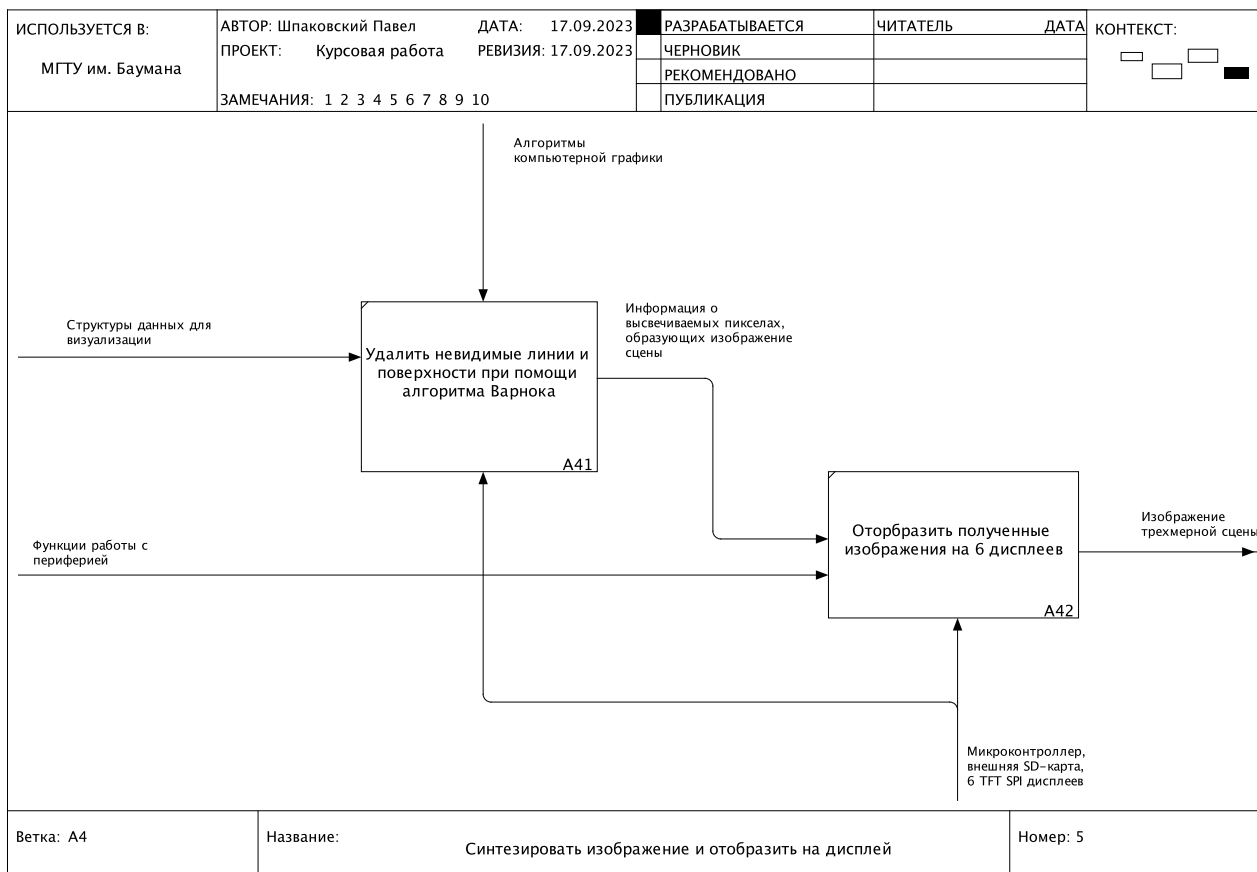 ИСПОЛЬЗУЕТСЯ В:
МГТУ им. Баумана
АВТОР: Шпаковский Павел
ДАТА: 17.09.2023
ПРОЕКТ: Курсовая работа
РЕВИЗИЯ: 17.09.2023
ЗАМЕЧАНИЯ: 1 2 3 4 5 6 7 8 9 10
РАЗРАБАТЫВАЕТСЯ
ЧЕРНОВИК
РЕКОМЕНДОВАНО
ПУБЛИКАЦИЯ
ЧИТАТЕЛЬ
ДАТА
КОНТЕКСТ:
Алгоритмы
компьютерной графики
Структуры данных для
визуализации
Удалить невидимые линии и
поверхности при помощи
алгоритма Варнока
A41
Информация о
высвечиваемых пикселах,
образующих изображение
сцены
Функции работы с
периферией
Оторбразить полученные
изображения на 6 дисплеев
A42
Изображение
трехмерной сцены
Микроконтроллер,
внешняя SD-карта,
6 TFT SPI дисплеев
Ветка: A4
Название:
Синтезировать изображение и отобразить на дисплей
Номер: 5